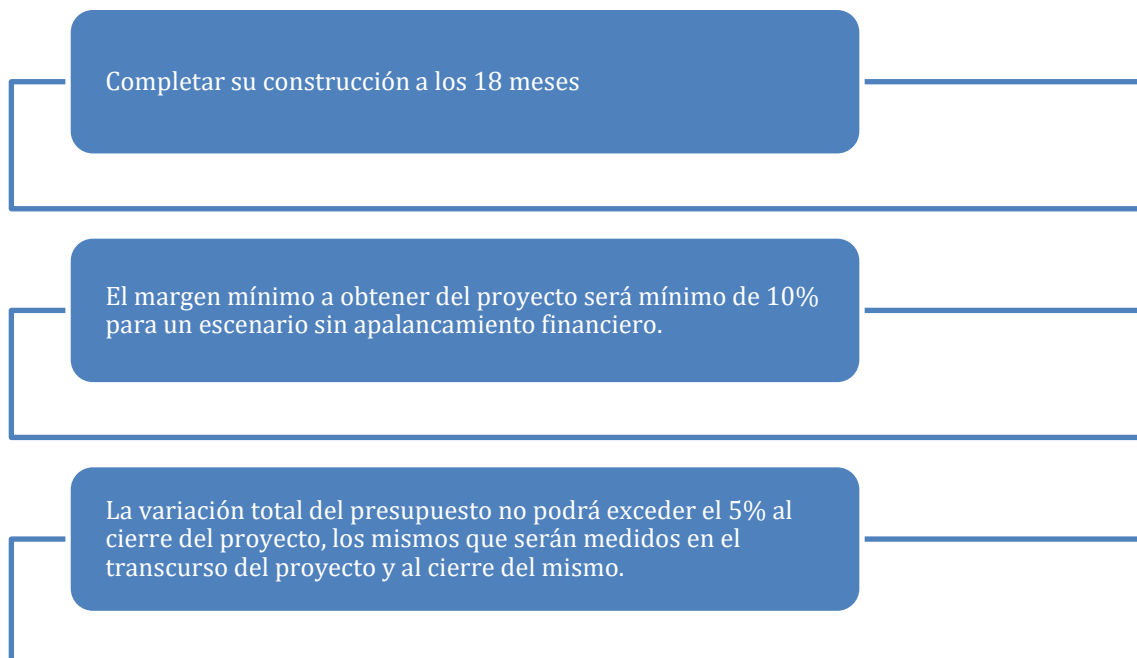 Completar su construcción a los 18 meses
El margen mínimo a obtener del proyecto será mínimo de 10%
para un escenario sin apalancamiento financiero.
La variación total del presupuesto no podrá exceder el 5% al
cierre del proyecto, los mismos que serán medidos en el
transcurso del proyecto y al cierre del mismo.